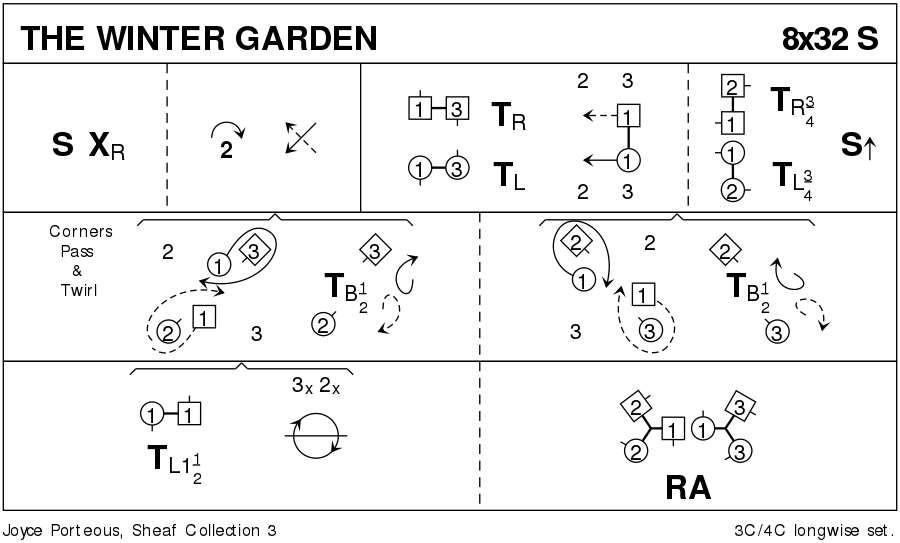 THE WINTER GARDEN 8x32 S
S XR
2
1 3 TR
1 3 TL
2 3
1
1
2 3
2
1
TR3/4
1
2
TL3/4
S
Corners
Pass
&
Twirl
2 3
1
1
2 3
3
TB1/2
2
2 2
1
1
3 3
2
TB1/2
3
3x 2x
1 1
TL1 1/2
2 3
1 1
2 3
RA
Joyce Porteous, Sheaf Collection 3 3C/4C longwise set.